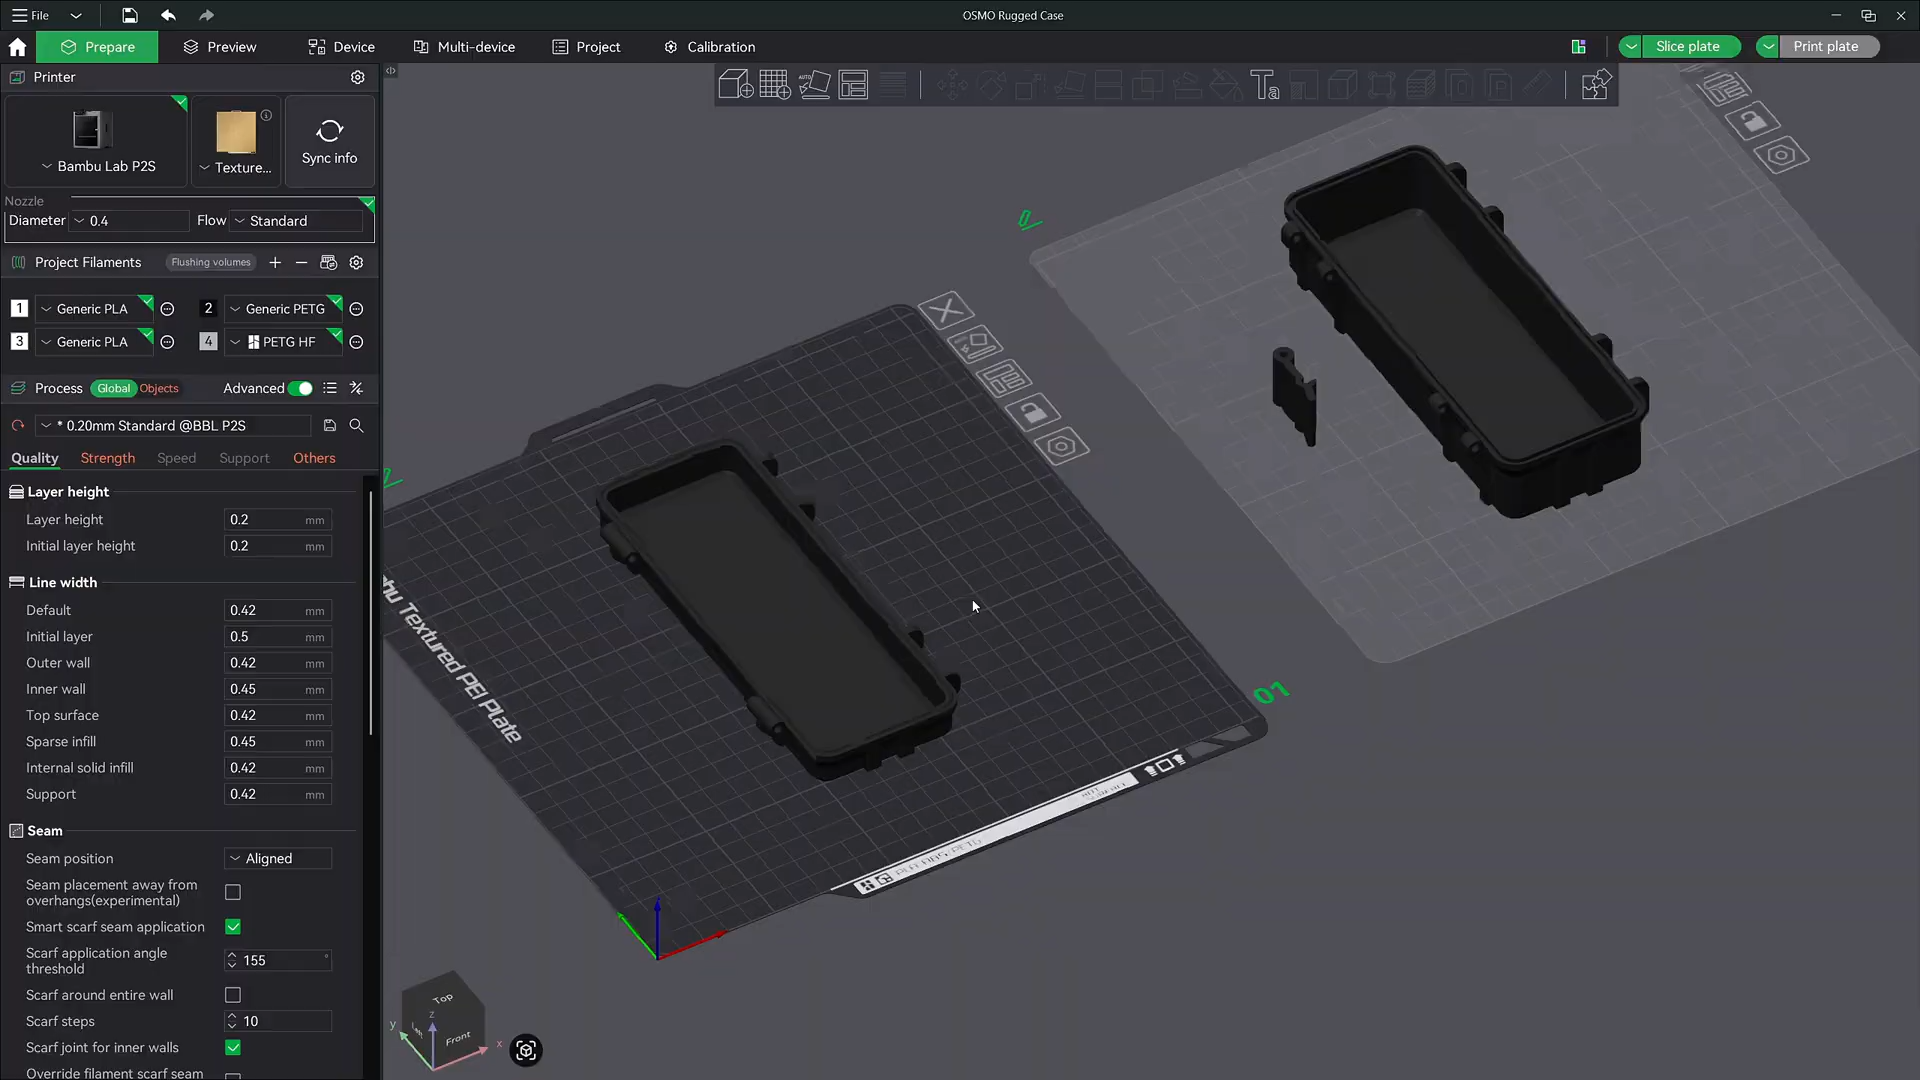 File
OSMO Rugged Case
Prepare
Preview
Device
Multi-device
Project
Calibration
Slice plate
Print plate
Printer
Bambu Lab P2S
Texture...
Sync info
Nozzle
Diameter 0.4 Flow Standard
Project Filaments Flushing volumes
1 Generic PLA 2 Generic PETG
3 Generic PLA 4 PETG HF
Process Global Objects Advanced
* 0.20mm Standard @BBL P2S
Quality Strength Speed Support Others
Layer height
Layer height 0.2 mm
Initial layer height 0.2 mm
Line width
Default 0.42 mm
Initial layer 0.5 mm
Outer wall 0.42 mm
Inner wall 0.45 mm
Top surface 0.42 mm
Sparse infill 0.45 mm
Internal solid infill 0.42 mm
Support 0.42 mm
Seam
Seam position Aligned
Seam placement away from
overhangs(experimental)
Smart scarf seam application
Scarf application angle
threshold 155 °
Scarf around entire wall
Scarf steps 10
Scarf joint for inner walls
Override filament scarf seam
AUTO
Ta
Textured PEI Plate
01
Top
Front
z
y
x